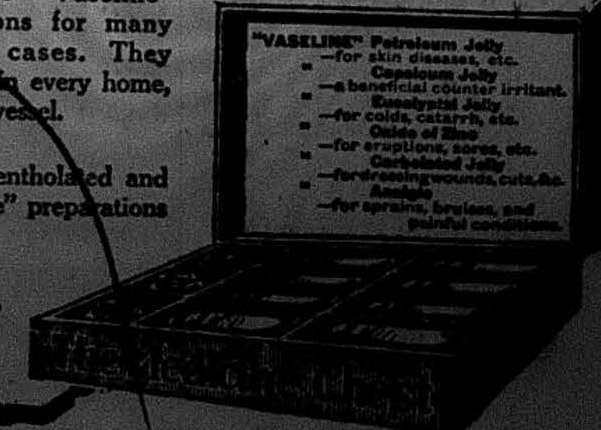 ons for many
cases. They
in every home,
vessel.
entholated and
" preparations
"VASELINE" Petroleum Jelly
—for skin diseases, etc.
" Capsicum Jelly
—a beneficial counter irritant.
" Eucalyptol Jelly
—for colds, catarrh, etc.
" Oxide of Zinc
—for eruptions, sores, etc.
" Carbolated Jelly
—for dressing wounds, cuts, &c.
" 
—for sprains, bruises, and
painful conditions.